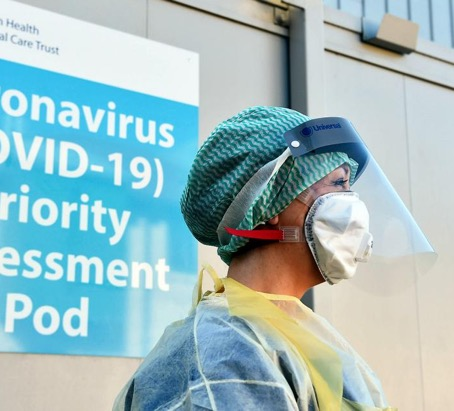 Health
al Care Trust
onavirus
OVID-19)
riority
essment
Pod
Universal